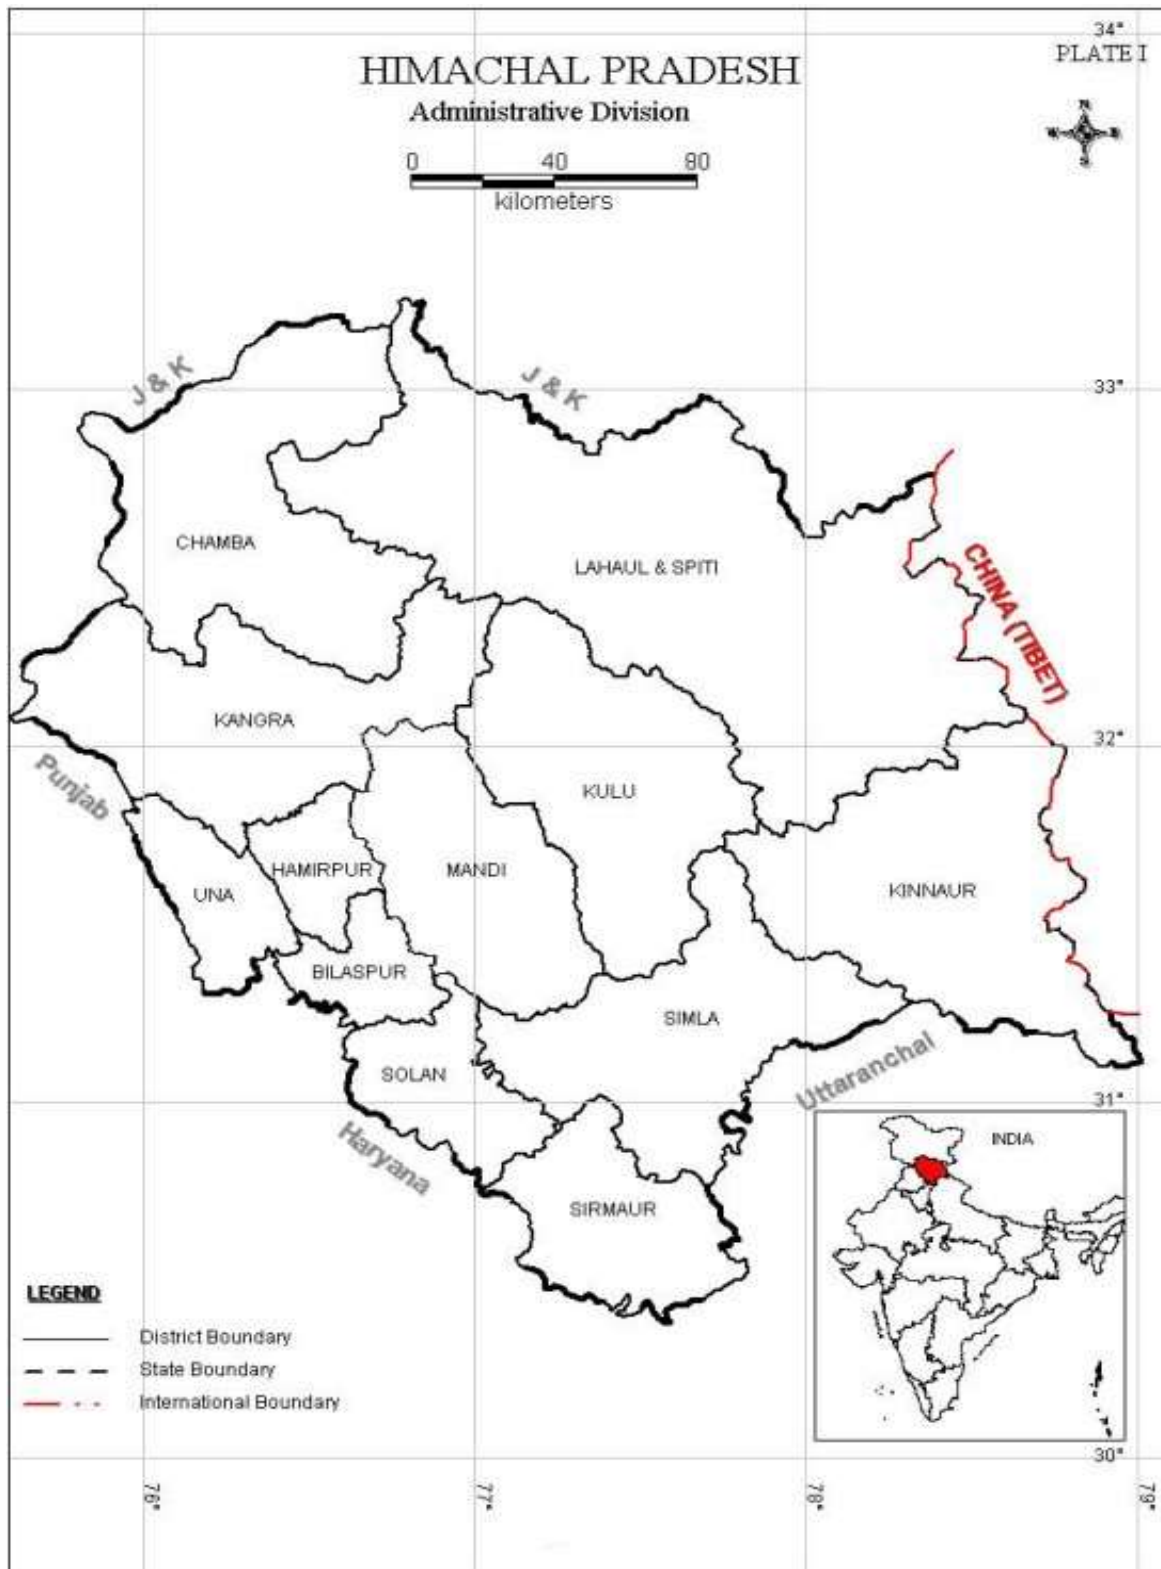 34°
PLATE I
HIMACHAL PRADESH
Administrative Division
N
W E
S
0 40 80
kilometers
J & K
J & K
33°
CHAMBA
LAHAUL & SPITI
CHINA (TIBET)
KANGRA
32°
Punjab
KULU
HAMIRPUR
MANDI
UNA
KINNAUR
BILASPUR
SIMLA
SOLAN
Uttaranchal
31°
Haryana
INDIA
SIRMAUR
LEGEND
District Boundary
State Boundary
International Boundary
30°
76°
77°
78°
79°